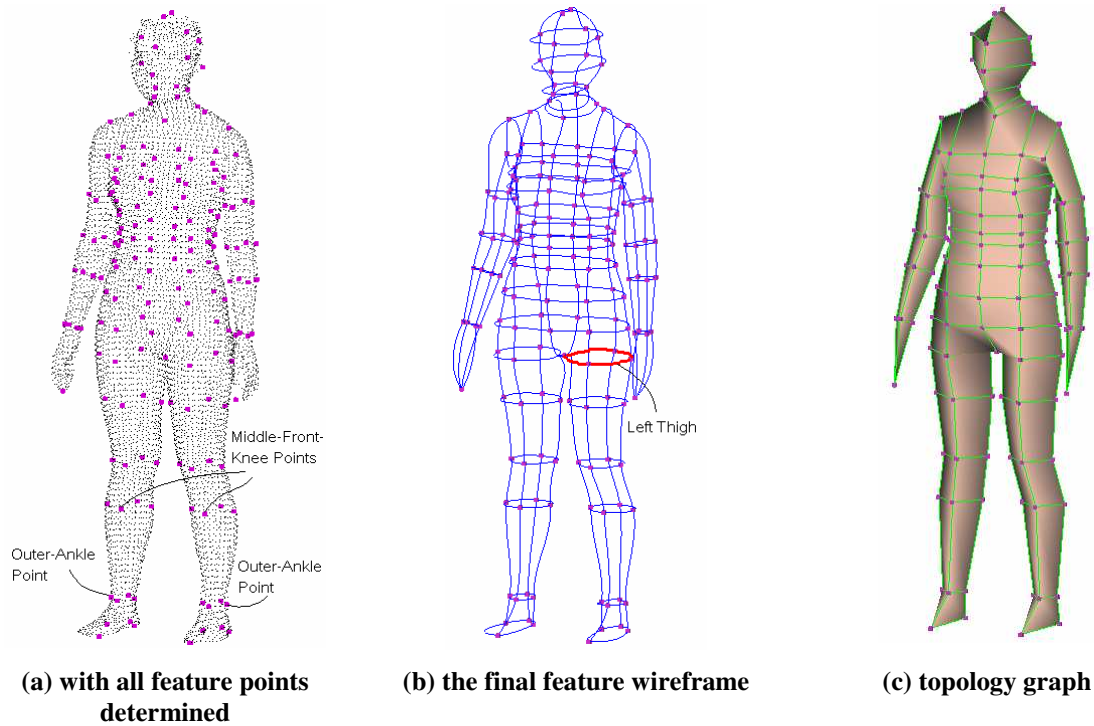 Middle-Front-
Knee Points
Outer-Ankle
Point
Outer-Ankle
Point
Left Thigh
(a) with all feature points
determined
(b) the final feature wireframe
(c) topology graph